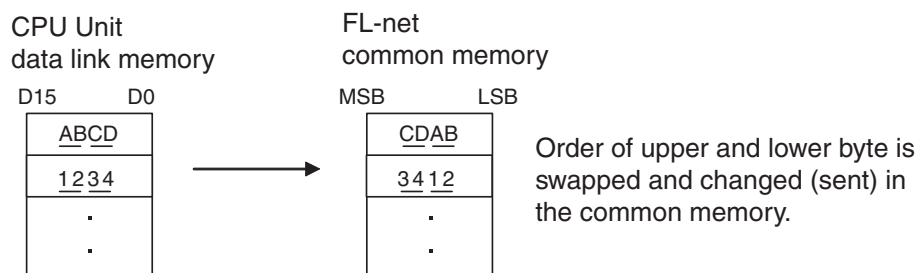 CPU Unit
data link memory
FL-net
common memory
D15 D0
MSB LSB
ABCD
CDAB
1234
3412
Order of upper and lower byte is
swapped and changed (sent) in
the common memory.